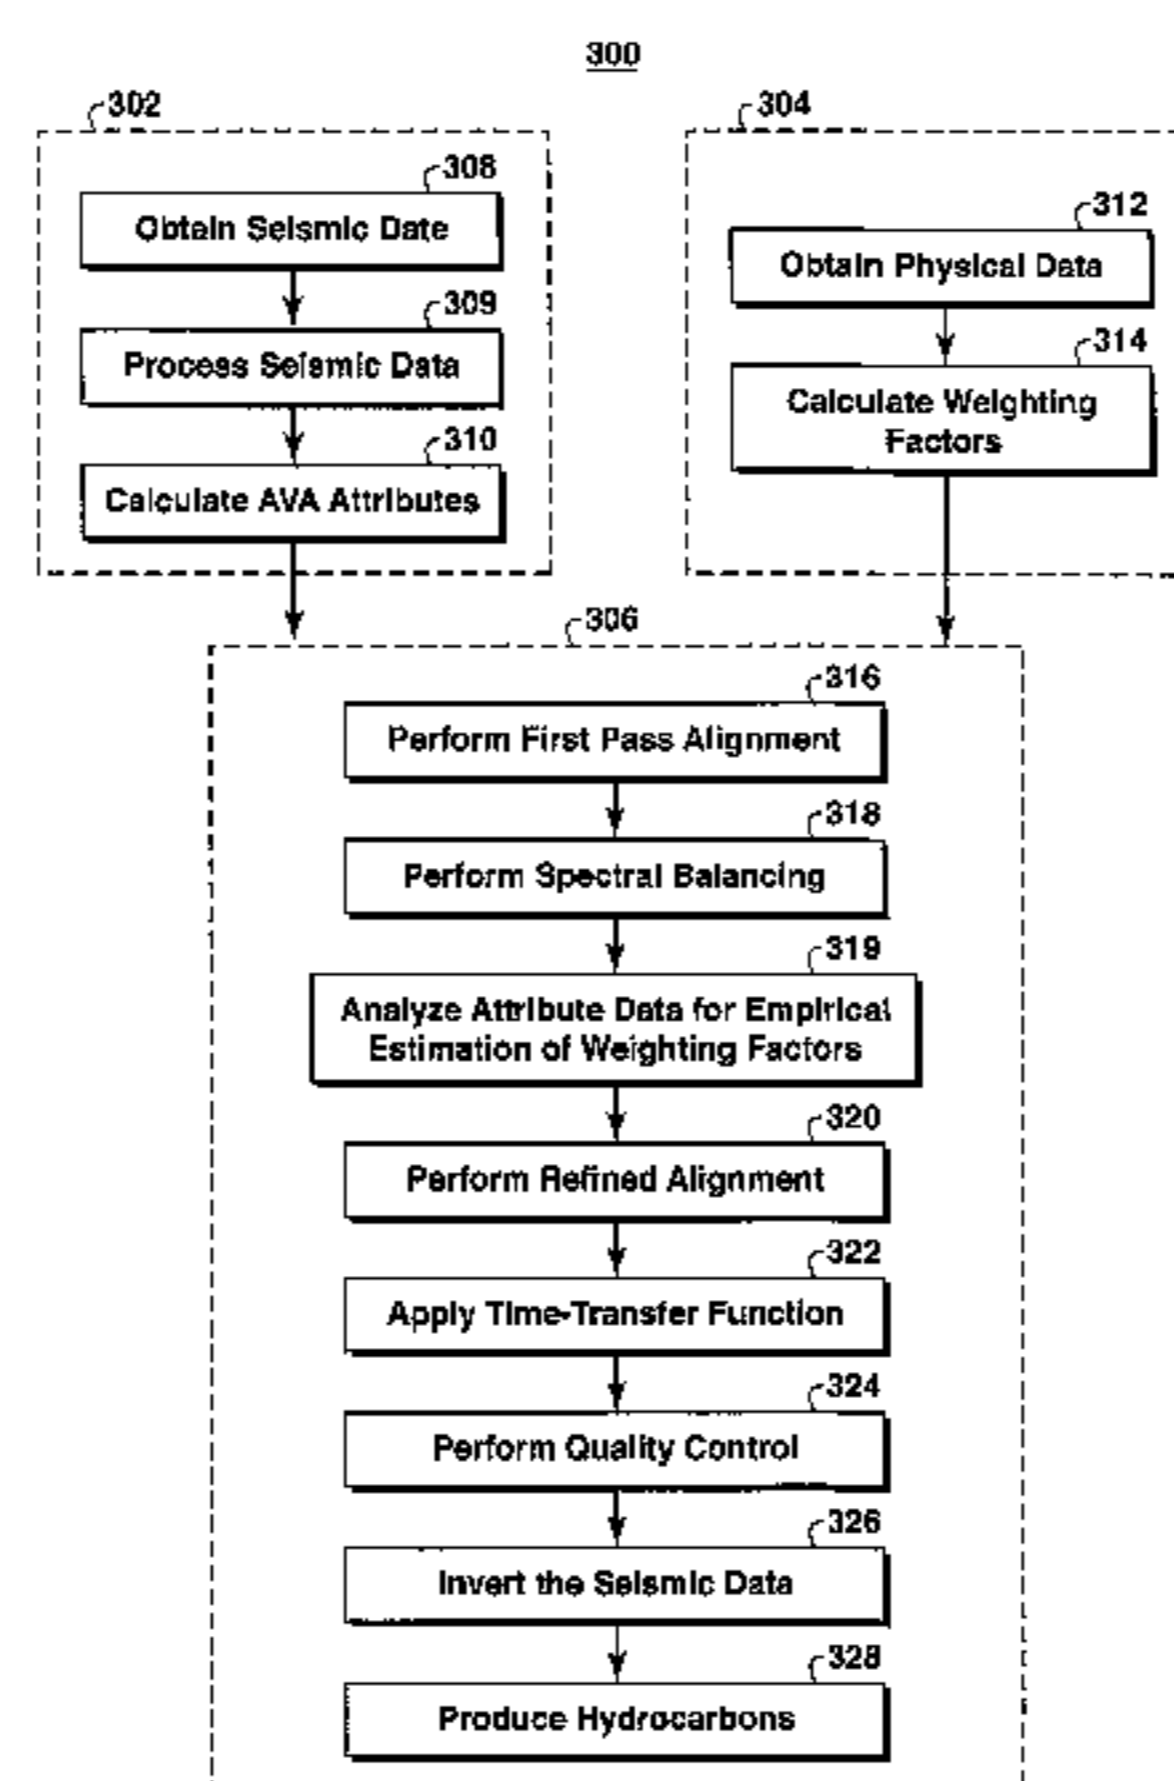 300
302
308
Obtain Seismic Date
309
Process Seismic Data
310
Calculate AVA Attributes
304
312
Obtain Physical Data
314
Calculate Weighting
Factors
306
316
Perform First Pass Alignment
318
Perform Spectral Balancing
319
Analyze Attribute Data for Empirical
Estimation of Weighting Factors
320
Perform Refined Alignment
322
Apply Time-Transfer Function
324
Perform Quality Control
326
Invert the Seismic Data
328
Produce Hydrocarbons